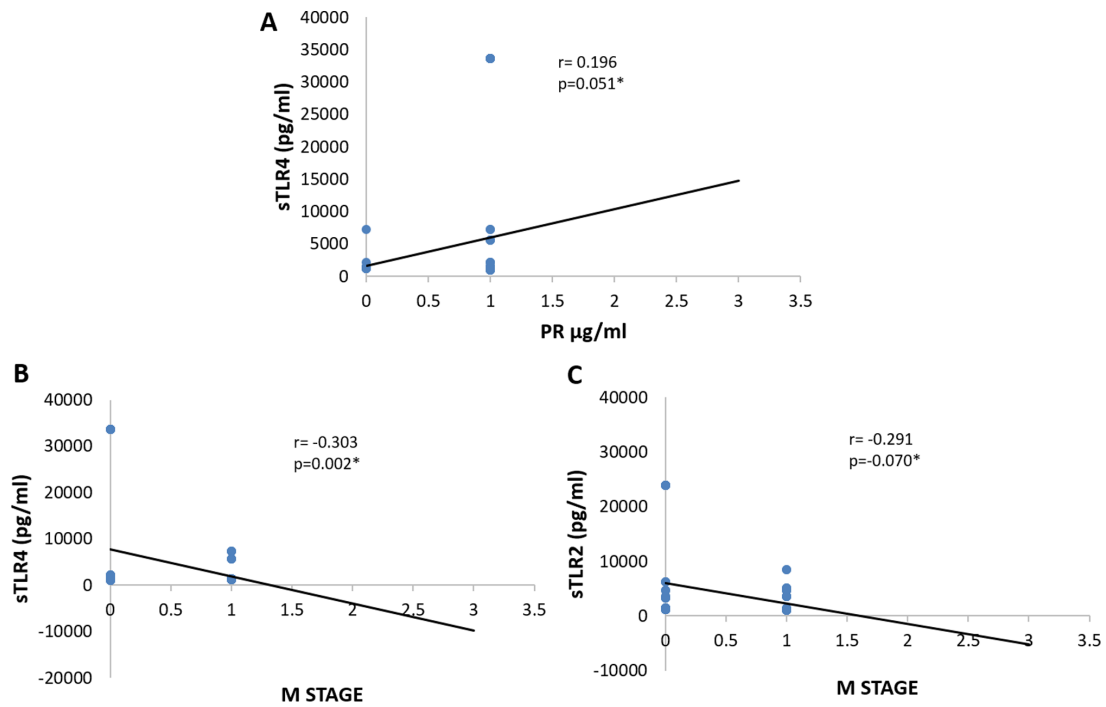 A
40000
35000
30000
25000
20000
15000
10000
5000
0
sTLR4 (pg/ml)
r= 0.196
p=0.051*
0 0.5 1 1.5 2 2.5 3 3.5
PR µg/ml
B
40000
30000
20000
10000
0
-10000
-20000
sTLR4 (pg/ml)
r= -0.303
p=0.002*
0 0.5 1 1.5 2 2.5 3 3.5
M STAGE
C
40000
30000
20000
10000
0
-10000
sTLR2 (pg/ml)
r= -0.291
p=-0.070*
0 0.5 1 1.5 2 2.5 3 3.5
M STAGE